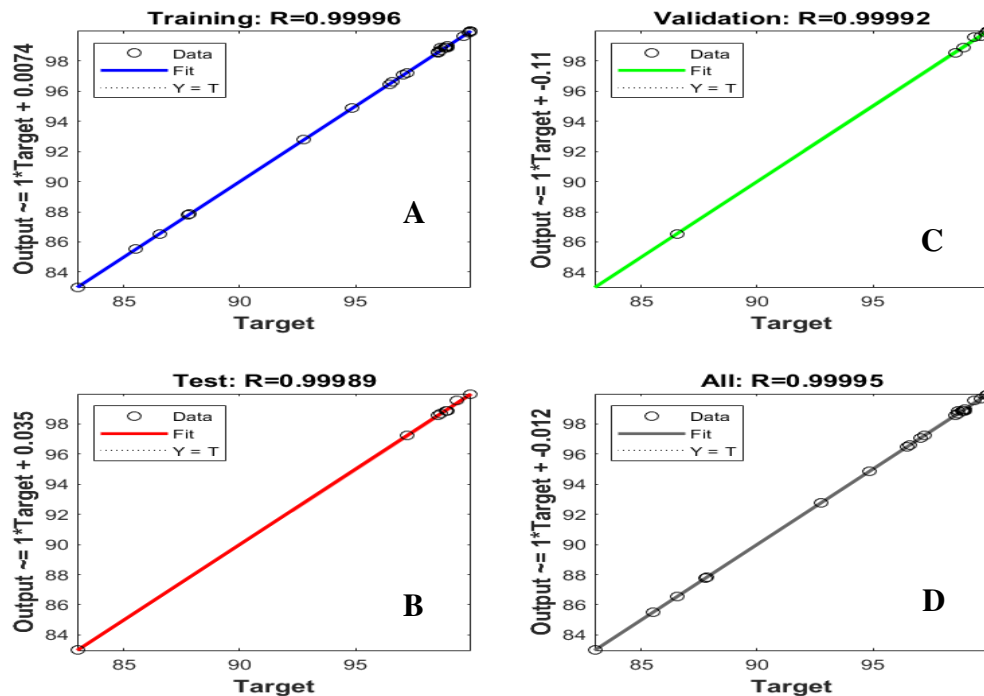 Training: R=0.99996
Output ~= 1*Target + 0.0074
98
96
94
92
90
88
86
84
Data
Fit
Y = T
A
85
90
95
Target
Validation: R=0.99992
Output ~= 1*Target + -0.11
98
96
94
92
90
88
86
84
Data
Fit
Y = T
C
85
90
95
Target
Test: R=0.99989
Output ~= 1*Target + 0.035
98
96
94
92
90
88
86
84
Data
Fit
Y = T
B
85
90
95
Target
All: R=0.99995
Output ~= 1*Target + -0.012
98
96
94
92
90
88
86
84
Data
Fit
Y = T
D
85
90
95
Target